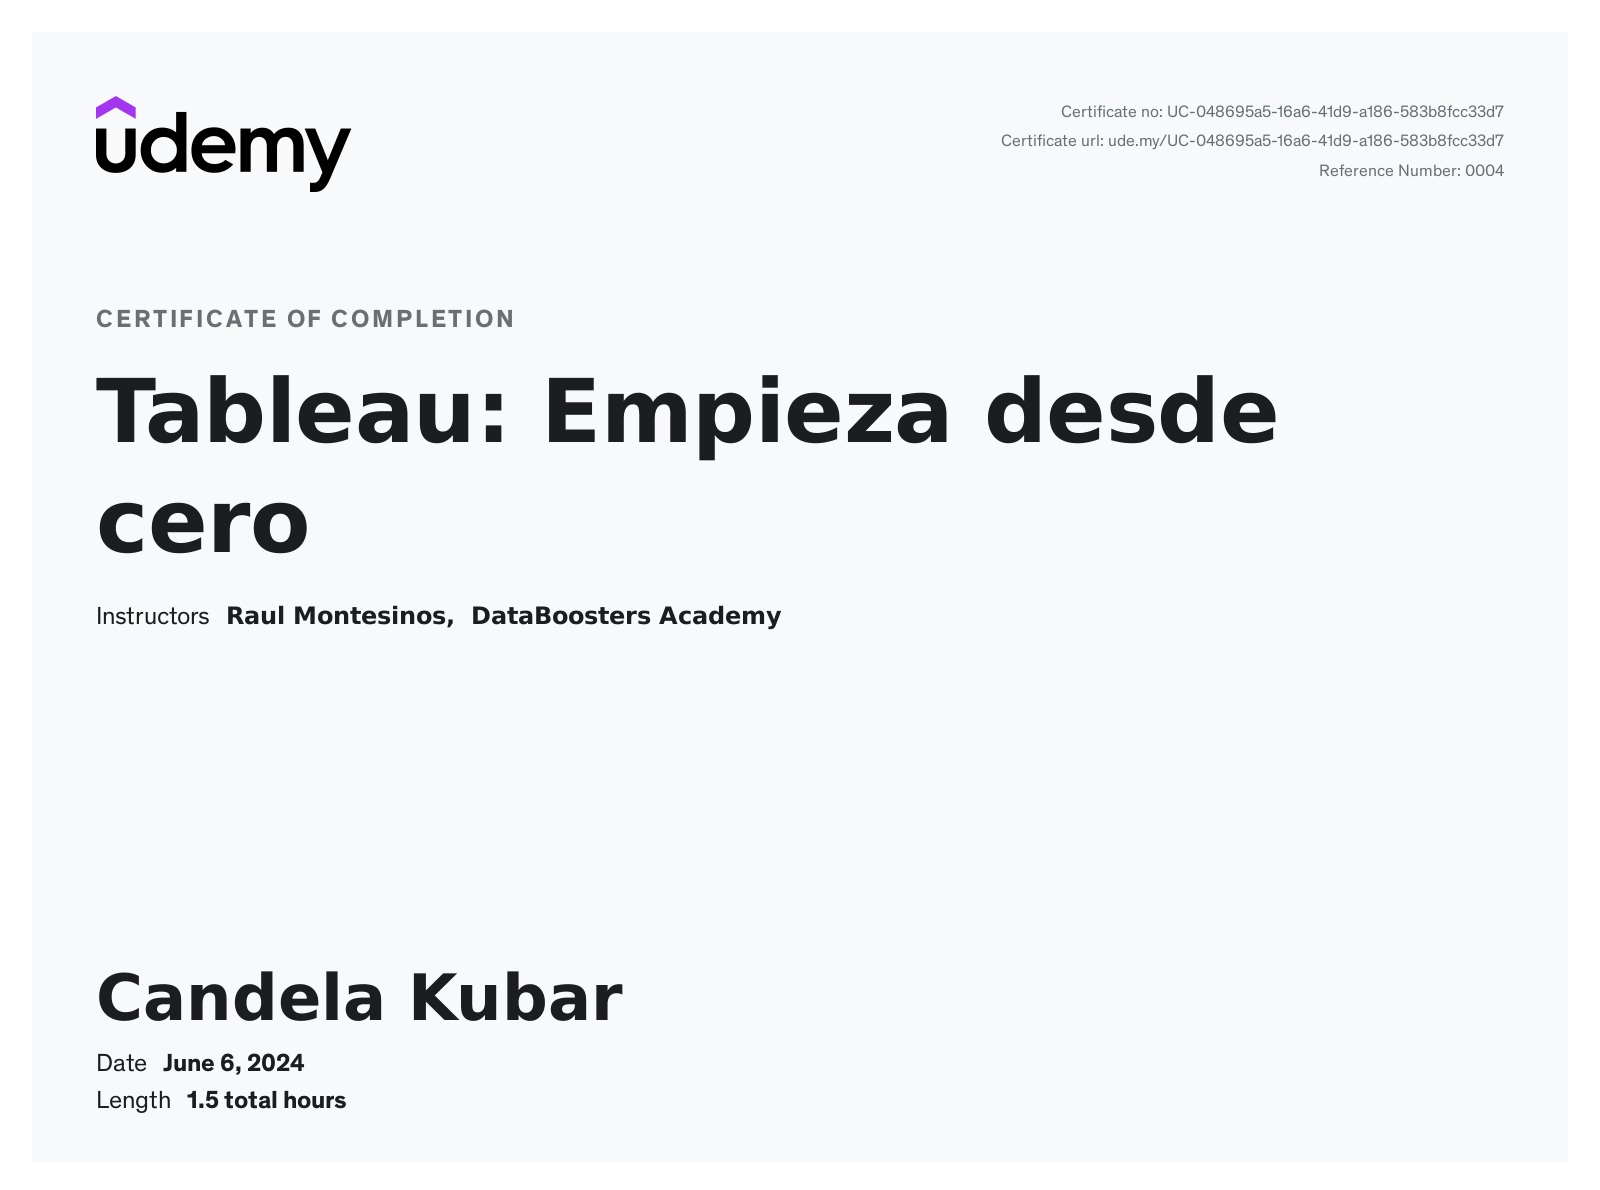 udemy
Certificate no: UC-048695a5-16a6-41d9-a186-583b8fcc33d7
Certificate url: ude.my/UC-048695a5-16a6-41d9-a186-583b8fcc33d7
Reference Number: 0004
CERTIFICATE OF COMPLETION
Tableau: Empieza desde
cero
Instructors Raul Montesinos, DataBoosters Academy
Candela Kubar
Date June 6, 2024
Length 1.5 total hours